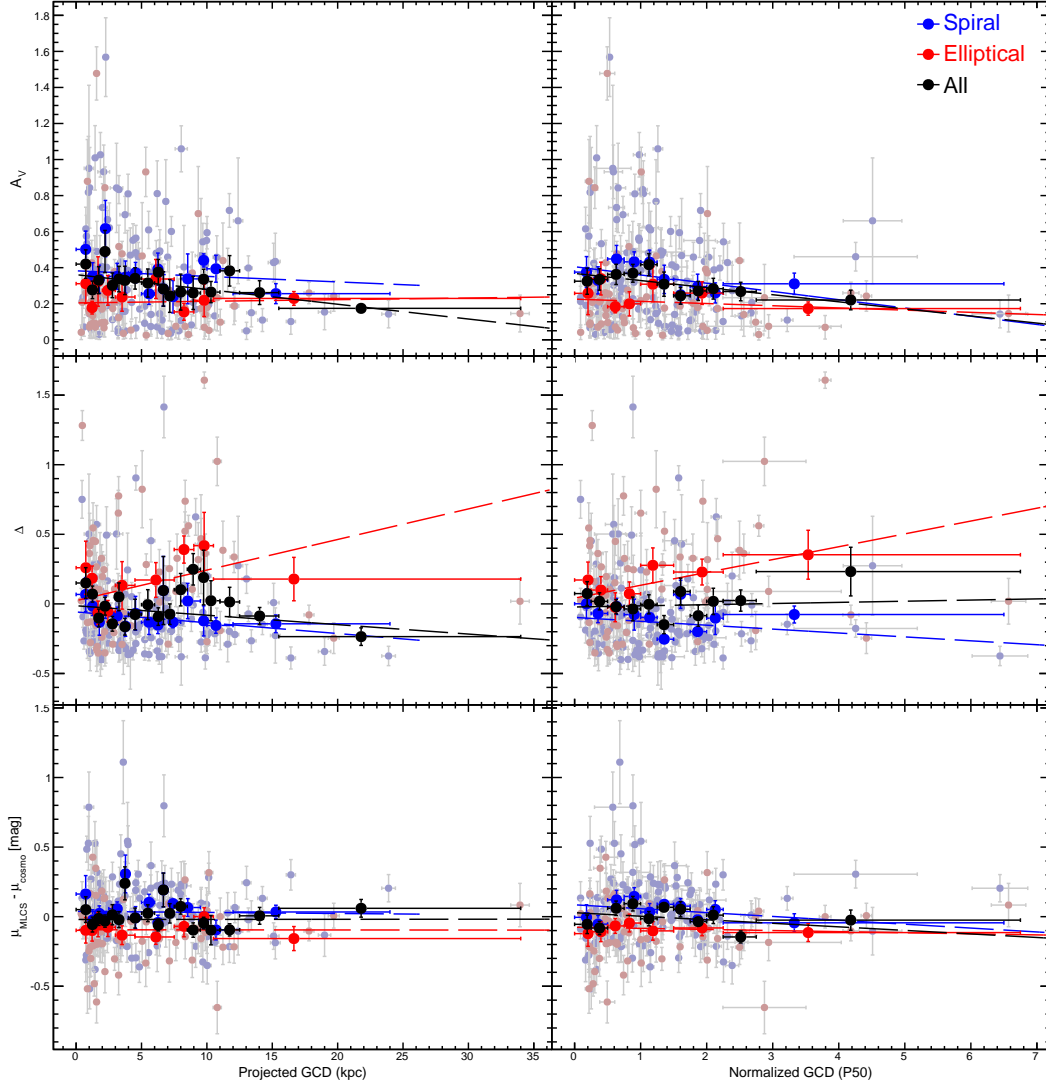 1.8
1.6
1.4
1.2
1
0.8
0.6
0.4
0.2
0
A_V
Spiral
Elliptical
All
1.5
1
0.5
0
-0.5
Δ
1.5
1
0.5
0
-0.5
μ_MLCS - μ_cosmo [mag]
0 5 10 15 20 25 30 35
Projected GCD (kpc)
0 1 2 3 4 5 6 7
Normalized GCD (P50)